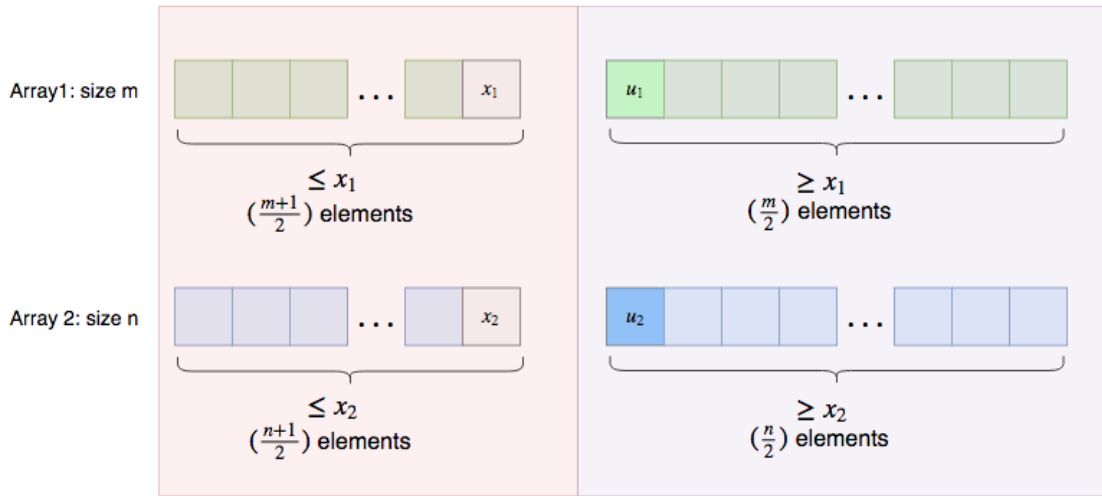 Array1: size m
x₁
u₁
...
...
≤ x₁
(m+1/2) elements
≥ x₁
(m/2) elements
Array 2: size n
x₂
u₂
...
...
≤ x₂
(n+1/2) elements
≥ x₂
(n/2) elements